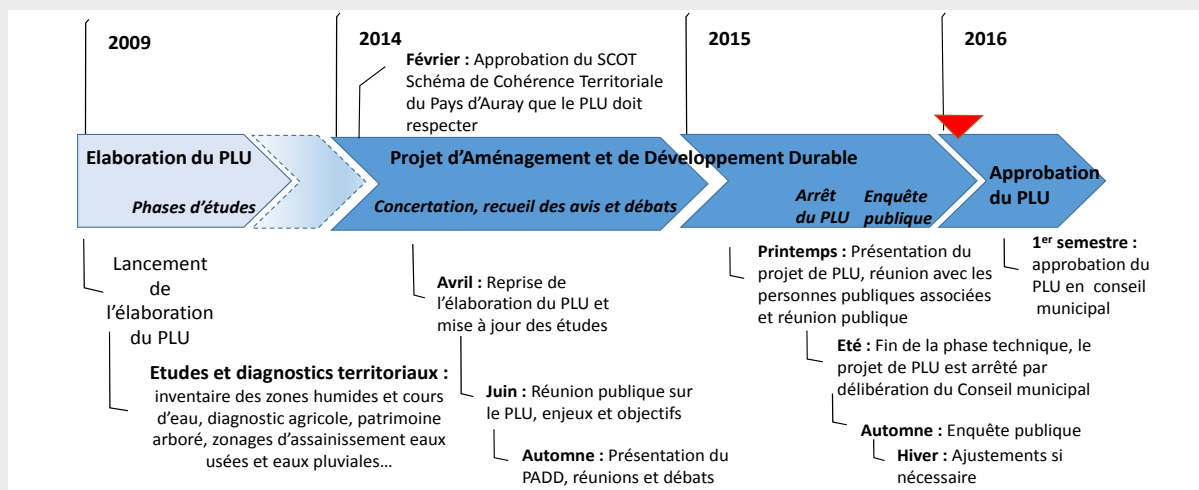 2009
2014
2015
2016
Février : Approbation du SCOT
Schéma de Cohérence Territoriale
du Pays d’Auray que le PLU doit
respecter
Elaboration du PLU
Phases d’études
Projet d’Aménagement et de Développement Durable
Concertation, recueil des avis et débats
Arrêt
du PLU
Enquête
publique
Approbation
du PLU
Lancement
de
l’élaboration
du PLU
Etudes et diagnostics territoriaux :
inventaire des zones humides et cours
d’eau, diagnostic agricole, patrimoine
arboré, zonages d’assainissement eaux
usées et eaux pluviales…
Avril : Reprise de
l’élaboration du PLU et
mise à jour des études
Juin : Réunion publique sur
le PLU, enjeux et objectifs
Automne : Présentation du
PADD, réunions et débats
Printemps : Présentation du
projet de PLU, réunion avec les
personnes publiques associées
et réunion publique
Eté : Fin de la phase technique, le
projet de PLU est arrêté par
délibération du Conseil municipal
Automne : Enquête publique
Hiver : Ajustements si
nécessaire
1er semestre :
approbation du
PLU en conseil
municipal